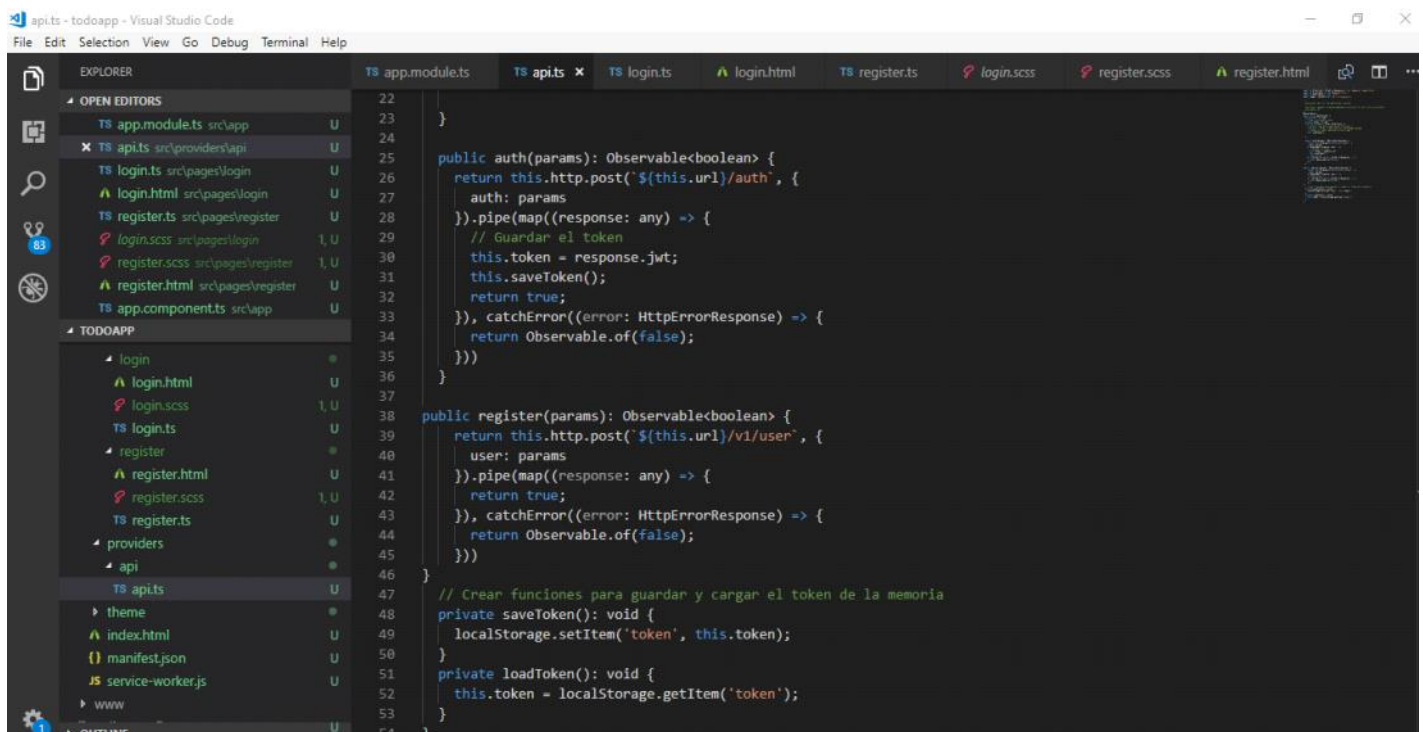 api.ts - todoapp - Visual Studio Code
File Edit Selection View Go Debug Terminal Help
EXPLORER
OPEN EDITORS
TS app.module.ts src\app U
TS api.ts src\providers\api U
TS login.ts src\pages\login U
login.html src\pages\login U
TS register.ts src\pages\register U
login.scss src\pages\login 1, U
register.scss src\pages\register 1, U
register.html src\pages\register U
TS app.component.ts src\app U
TODOAPP
login
login.html U
login.scss 1, U
TS login.ts U
register
register.html U
register.scss 1, U
TS register.ts U
providers
api
TS api.ts U
theme
index.html U
{} manifest.json U
JS service-worker.js U
www
OUTLINE
83
1
TS app.module.ts TS api.ts TS login.ts login.html TS register.ts login.scss register.scss register.html
22
23 }
24
25 public auth(params): Observable<boolean> {
26 return this.http.post(`${this.url}/auth`, {
27 auth: params
28 }).pipe(map((response: any) => {
29 // Guardar el token
30 this.token = response.jwt;
31 this.saveToken();
32 return true;
33 }), catchError((error: HttpErrorResponse) => {
34 return Observable.of(false);
35 }))
36 }
37
38 public register(params): Observable<boolean> {
39 return this.http.post(`${this.url}/v1/user`, {
40 user: params
41 }).pipe(map((response: any) => {
42 return true;
43 }), catchError((error: HttpErrorResponse) => {
44 return Observable.of(false);
45 }))
46 }
47 // Crear funciones para guardar y cargar el token de la memoria
48 private saveToken(): void {
49 localStorage.setItem('token', this.token);
50 }
51 private loadToken(): void {
52 this.token = localStorage.getItem('token');
53 }